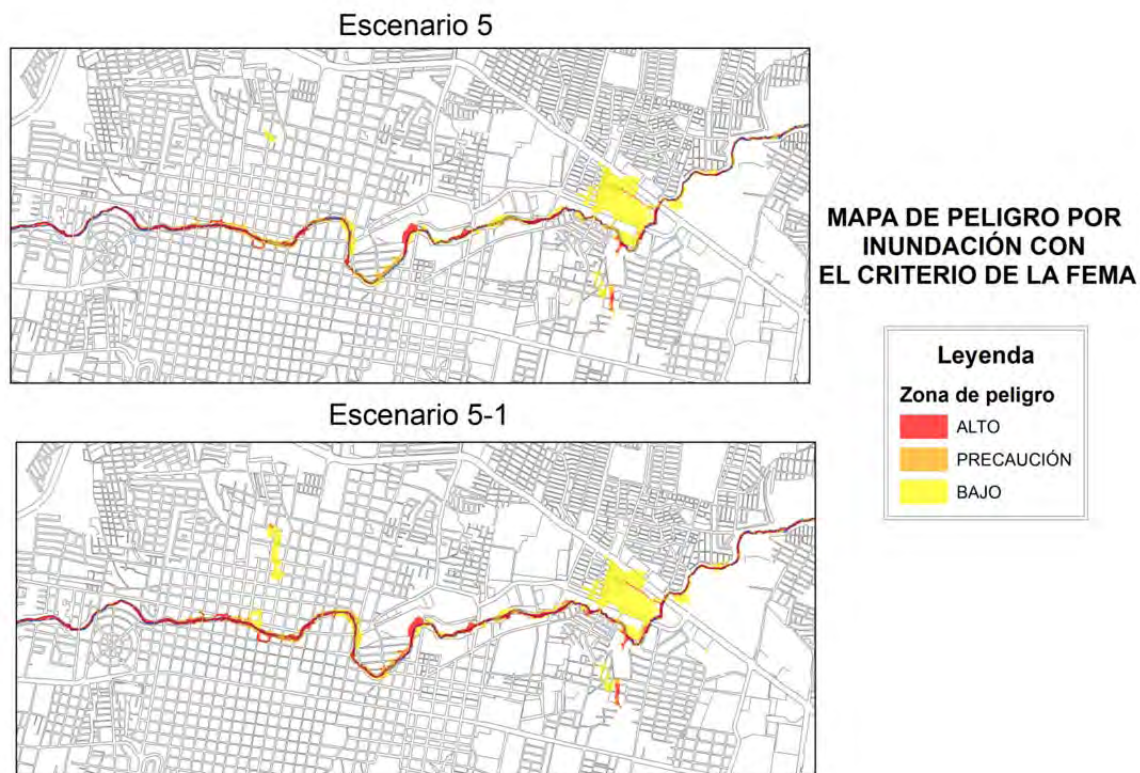 Escenario 5
MAPA DE PELIGRO POR
INUNDACIÓN CON
EL CRITERIO DE LA FEMA
Leyenda
Zona de peligro
ALTO
PRECAUCIÓN
BAJO
Escenario 5-1